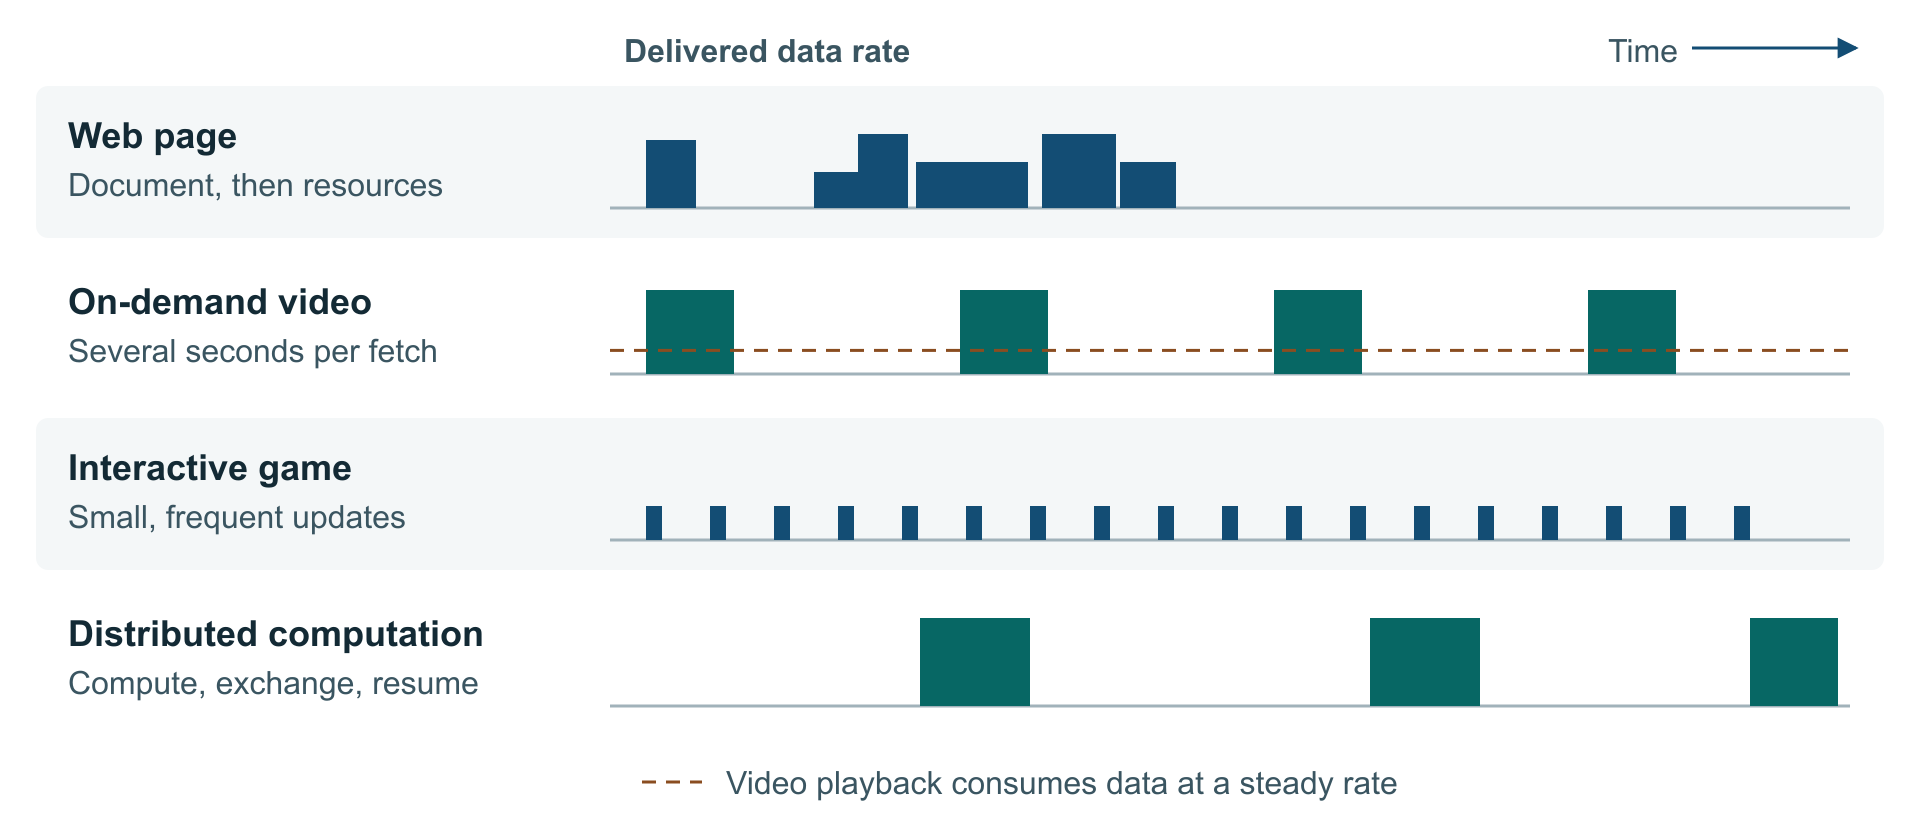 Delivered data rate
Time
Web page
Document, then resources
On-demand video
Several seconds per fetch
Interactive game
Small, frequent updates
Distributed computation
Compute, exchange, resume
Video playback consumes data at a steady rate